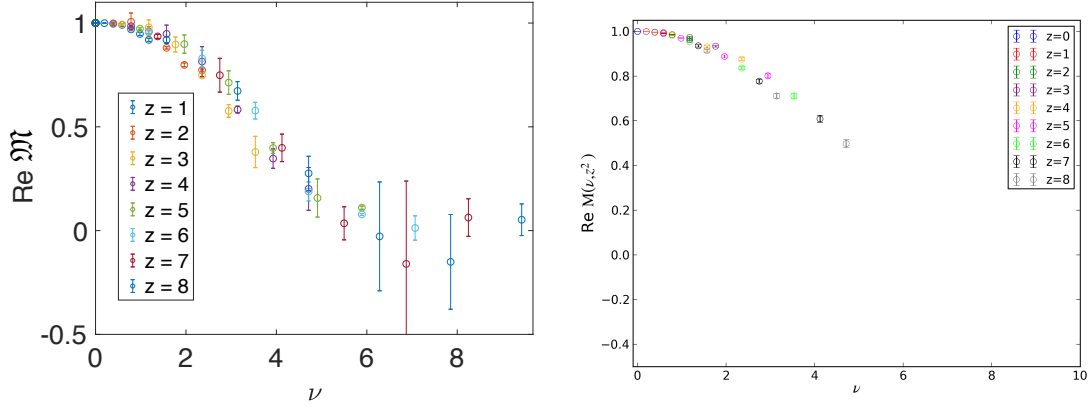 1
0.5
0
-0.5
0
2
4
6
8
Re 𝔐
ν
z = 1
z = 2
z = 3
z = 4
z = 5
z = 6
z = 7
z = 8
1.0
0.8
0.6
0.4
0.2
0.0
−0.2
−0.4
0
2
4
6
8
10
Re M(ν,z²)
ν
z=0
z=1
z=2
z=3
z=4
z=5
z=6
z=7
z=8